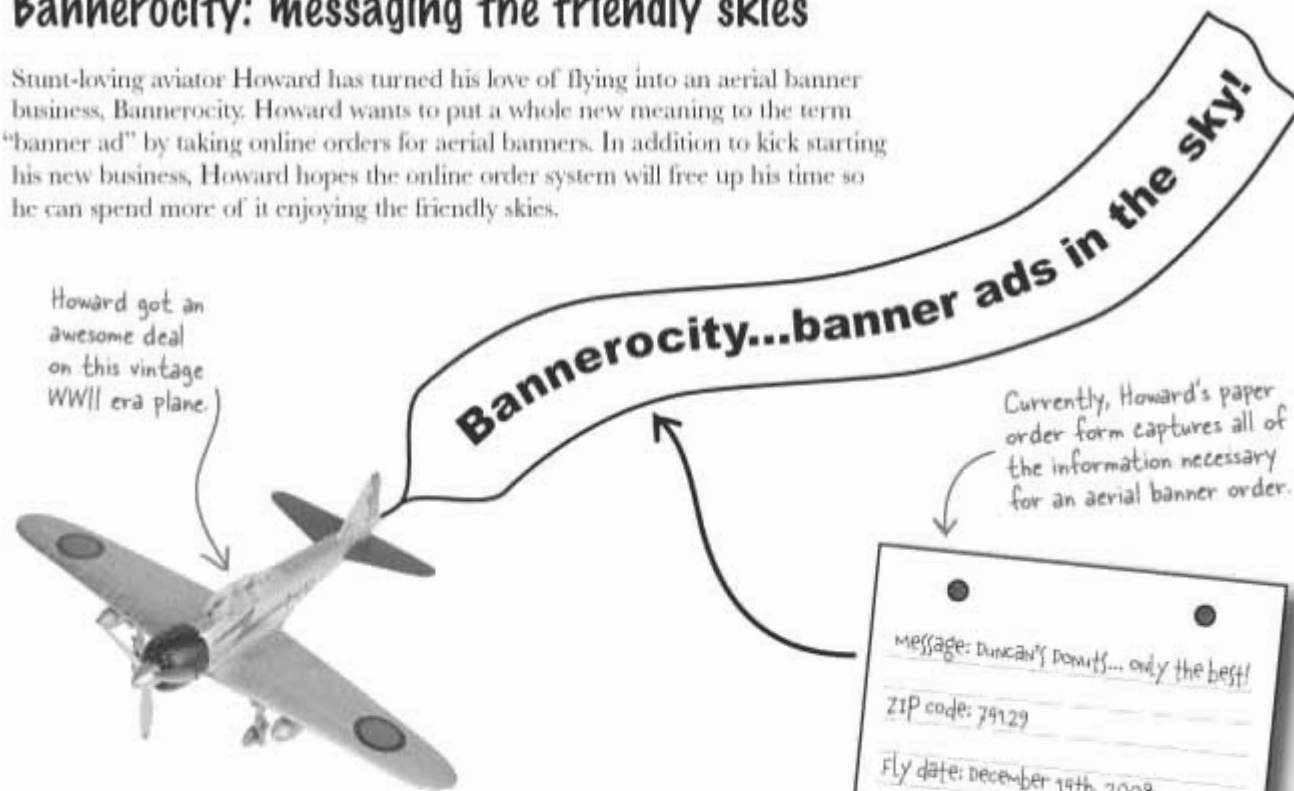 Bannerocity: messaging the friendly skies
Stunt-loving aviator Howard has turned his love of flying into an aerial banner
business, Bannerocity. Howard wants to put a whole new meaning to the term
“banner ad” by taking online orders for aerial banners. In addition to kick starting
his new business, Howard hopes the online order system will free up his time so
he can spend more of it enjoying the friendly skies.
Howard got an
awesome deal
on this vintage
WWII era plane.
Bannerocity...banner ads in the sky!
Currently, Howard's paper
order form captures all of
the information necessary
for an aerial banner order.
Message: Duncan's Donuts... only the best!
ZIP code: 74129
Fly date: December